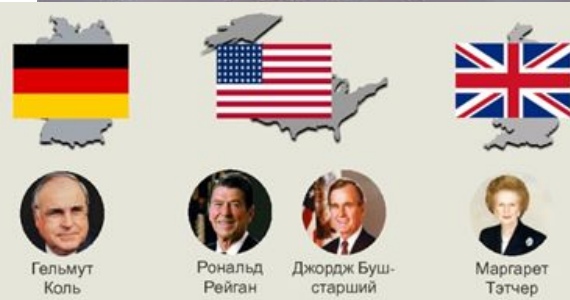 Гельмут
Коль
Рональд
Рейган
Джордж Буш-
старший
Маргарет
Тэтчер